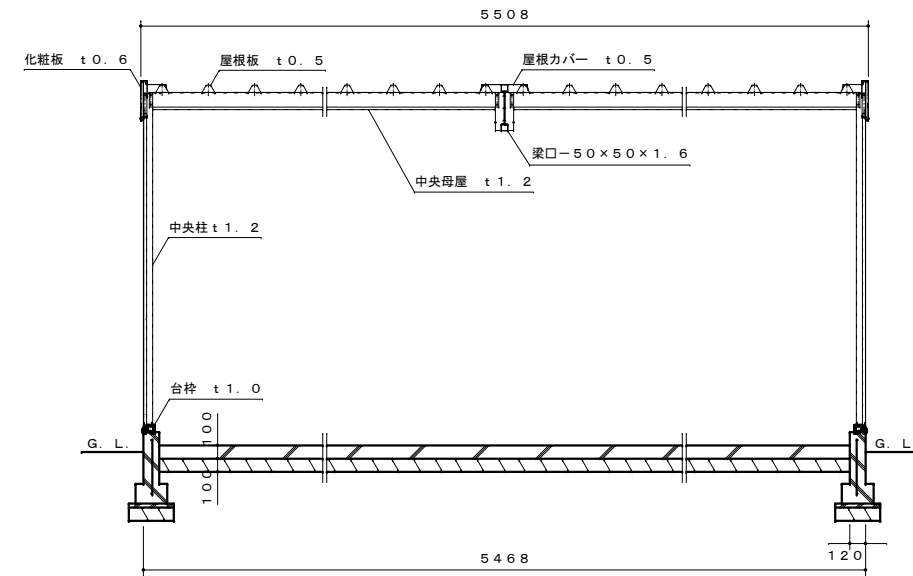 5508
化粧板 t0.6
屋根板 t0.5
屋根カバー t0.5
梁口-50×50×1.6
中央母屋 t1.2
中央柱t1.2
台枠 t1.0
G.L.
100
100
G.L
5468
120